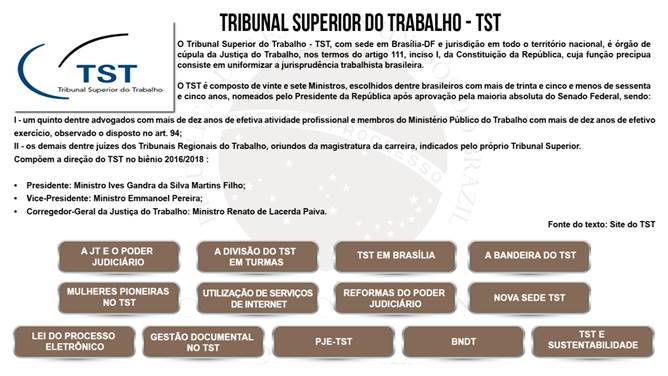 TRIBUNAL SUPERIOR DO TRABALHO - TST
TST
Tribunal Superior do Trabalho
O Tribunal Superior do Trabalho - TST, com sede em Brasília-DF e jurisdição em todo o território nacional, é órgão de
cúpula da Justiça do Trabalho, nos termos do artigo 111, inciso I, da Constituição da República, cuja função precípua
consiste em uniformizar a jurisprudência trabalhista brasileira.
O TST é composto de vinte e sete Ministros, escolhidos dentre brasileiros com mais de trinta e cinco e menos de sessenta
e cinco anos, nomeados pelo Presidente da República após aprovação pela maioria absoluta do Senado Federal, sendo:
I - um quinto dentre advogados com mais de dez anos de efetiva atividade profissional e membros do Ministério Público do Trabalho com mais de dez anos de efetivo
exercício, observado o disposto no art. 94;
II - os demais dentre juízes dos Tribunais Regionais do Trabalho, oriundos da magistratura da carreira, indicados pelo próprio Tribunal Superior.
Compõem a direção do TST no biênio 2016/2018 :
• Presidente: Ministro Ives Gandra da Silva Martins Filho;
• Vice-Presidente: Ministro Emmanoel Pereira;
• Corregedor-Geral da Justiça do Trabalho: Ministro Renato de Lacerda Paiva.
Fonte do texto: Site do TST
A JT E O PODER
JUDICIÁRIO
A DIVISÃO DO TST
EM TURMAS
TST EM BRASÍLIA
A BANDEIRA DO TST
MULHERES PIONEIRAS
NO TST
UTILIZAÇÃO DE SERVIÇOS
DE INTERNET
REFORMAS DO PODER
JUDICIÁRIO
NOVA SEDE TST
LEI DO PROCESSO
ELETRÔNICO
GESTÃO DOCUMENTAL
NO TST
PJE-TST
BNDT
TST E
SUSTENTABILIDADE